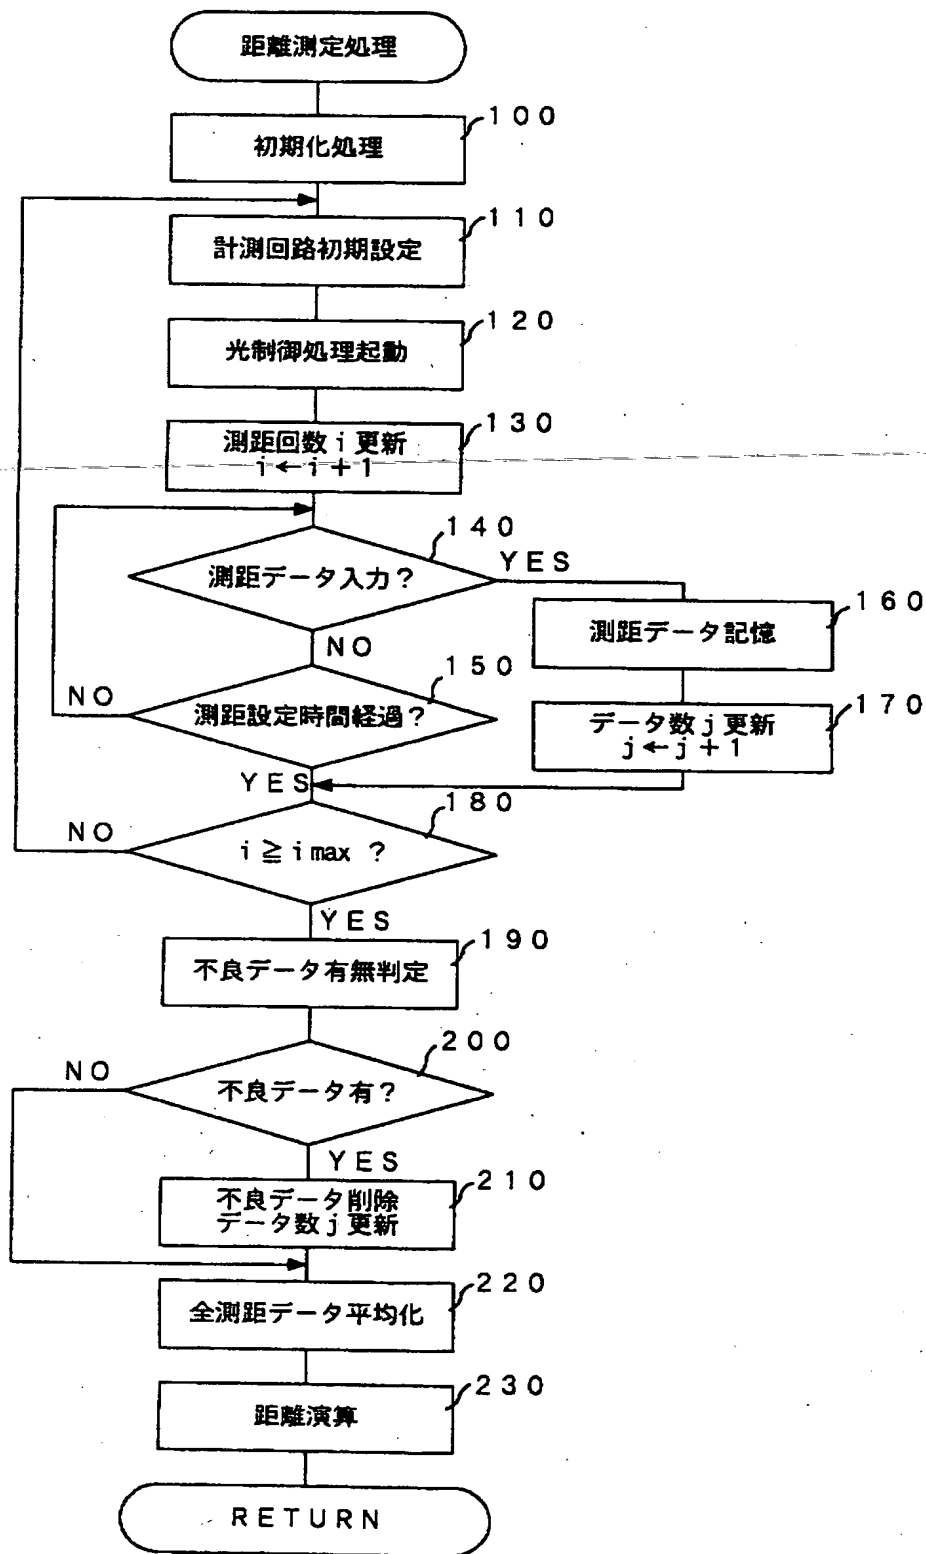 距離測定処理
100
初期化処理
110
計測回路初期設定
120
光制御処理起動
130
測距回数i更新
i←i+1
140
YES
測距データ入力?
160
測距データ記憶
NO
150
NO
測距設定時間経過?
170
データ数j更新
j←j+1
YES
180
NO
i≧imax ?
YES
190
不良データ有無判定
200
NO
不良データ有?
YES
210
不良データ削除
データ数j更新
220
全測距データ平均化
230
距離演算
RETURN